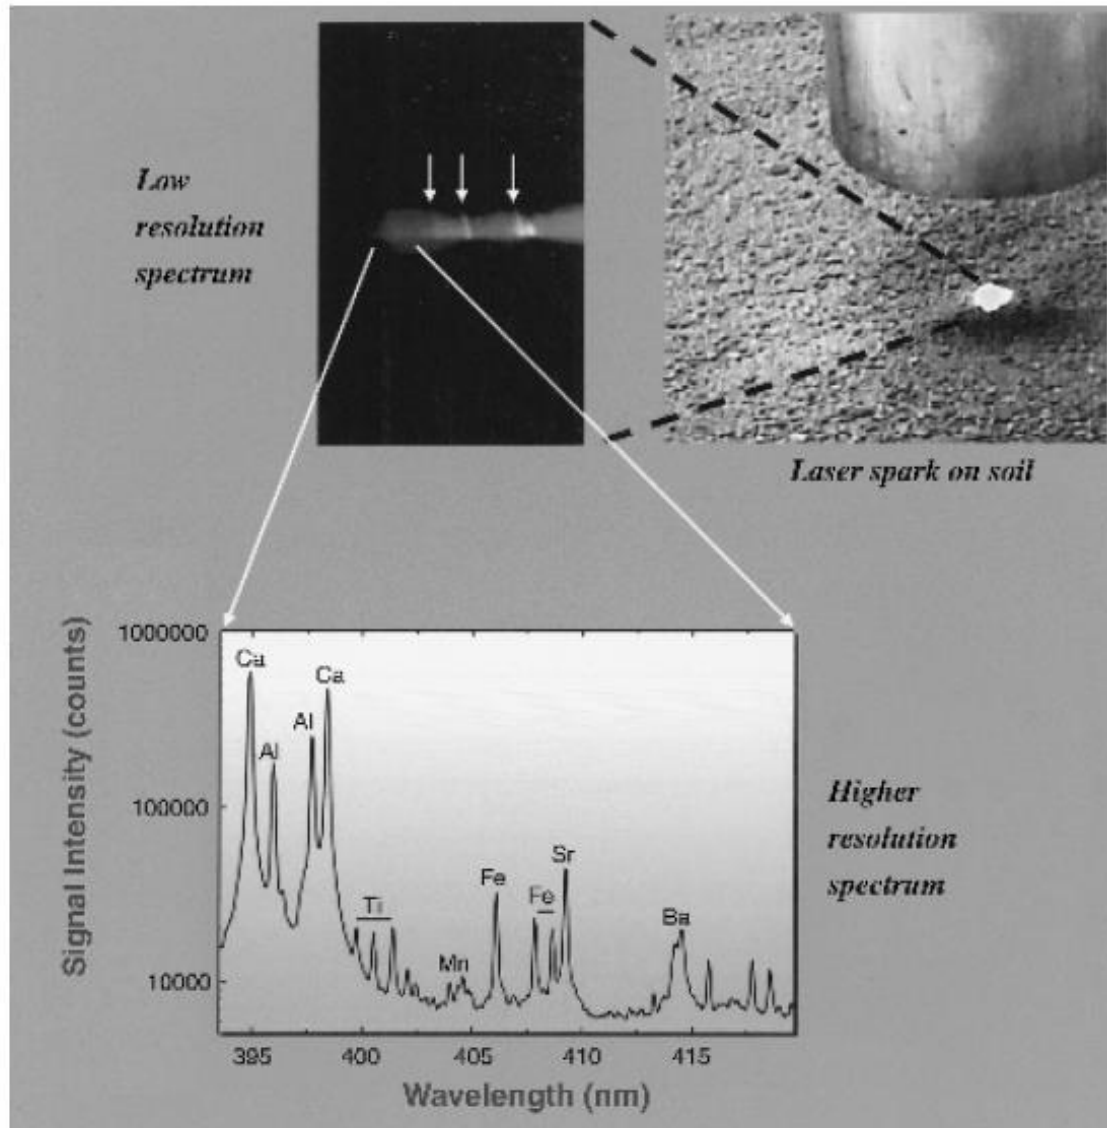 Low
resolution
spectrum
Laser spark on soil
Signal Intensity (counts)
1000000
100000
10000
Ca
Al
Al
Ca
Ti
Mn
Fe
Fe
Sr
Ba
395
400
405
410
415
Wavelength (nm)
Higher
resolution
spectrum